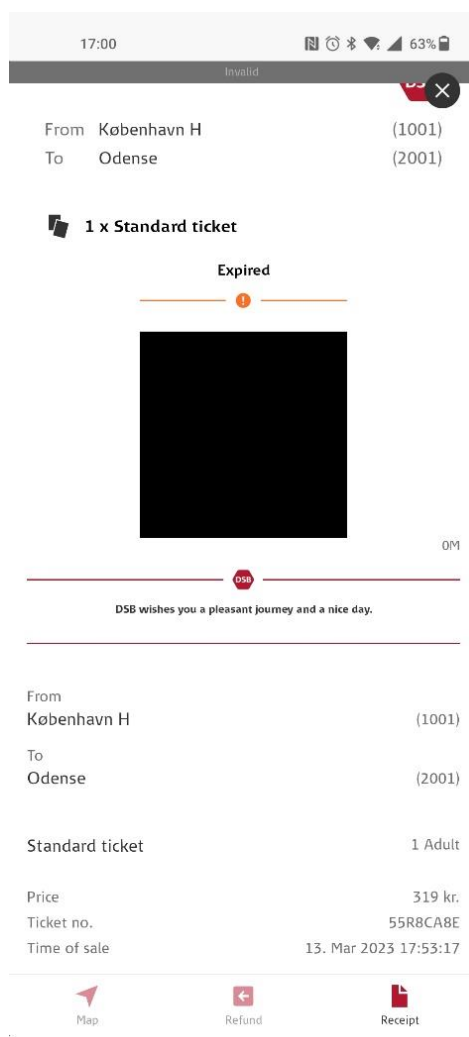 17:00 63%
Invalid
From København H (1001)
To Odense (2001)
1 x Standard ticket
Expired
0M
DSB
DSB wishes you a pleasant journey and a nice day.
From
København H (1001)
To
Odense (2001)
Standard ticket 1 Adult
Price 319 kr.
Ticket no. 55R8CA8E
Time of sale 13. Mar 2023 17:53:17
Map Refund Receipt